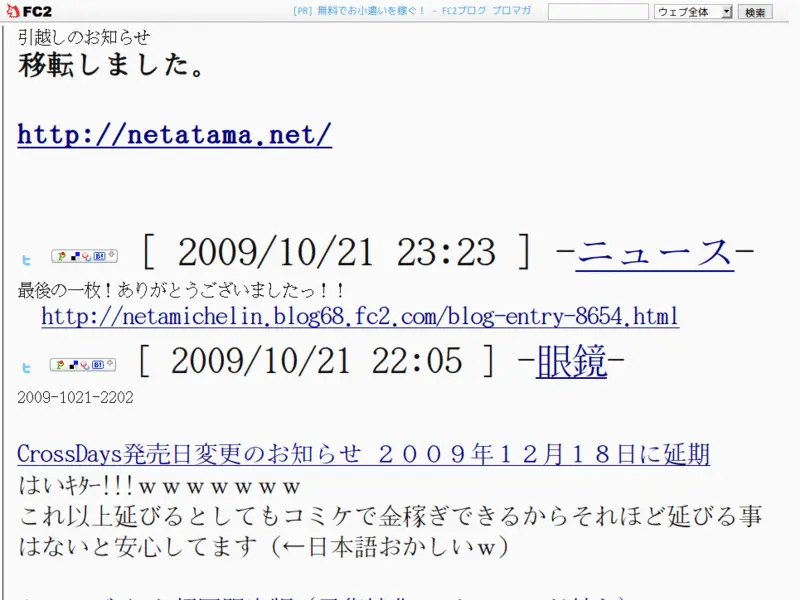 FC2
[PR] 無料でお小遣いを稼ぐ！ - FC2ブログ ブロマガ
ウェブ全体
検索
引越しのお知らせ
移転しました。
http://netatama.net/
[ 2009/10/21 23:23 ] -ニュース-
最後の一枚！ありがとうございましたっ！！
http://netamichelin.blog68.fc2.com/blog-entry-8654.html
[ 2009/10/21 22:05 ] -眼鏡-
2009-1021-2202
CrossDays発売日変更のお知らせ ２００９年１２月１８日に延期
はいｷﾀｰ!!!ｗｗｗｗｗｗｗ
これ以上延びるとしてもコミケで金稼ぎできるからそれほど延びる事
はないと安心してます（←日本語おかしいｗ）